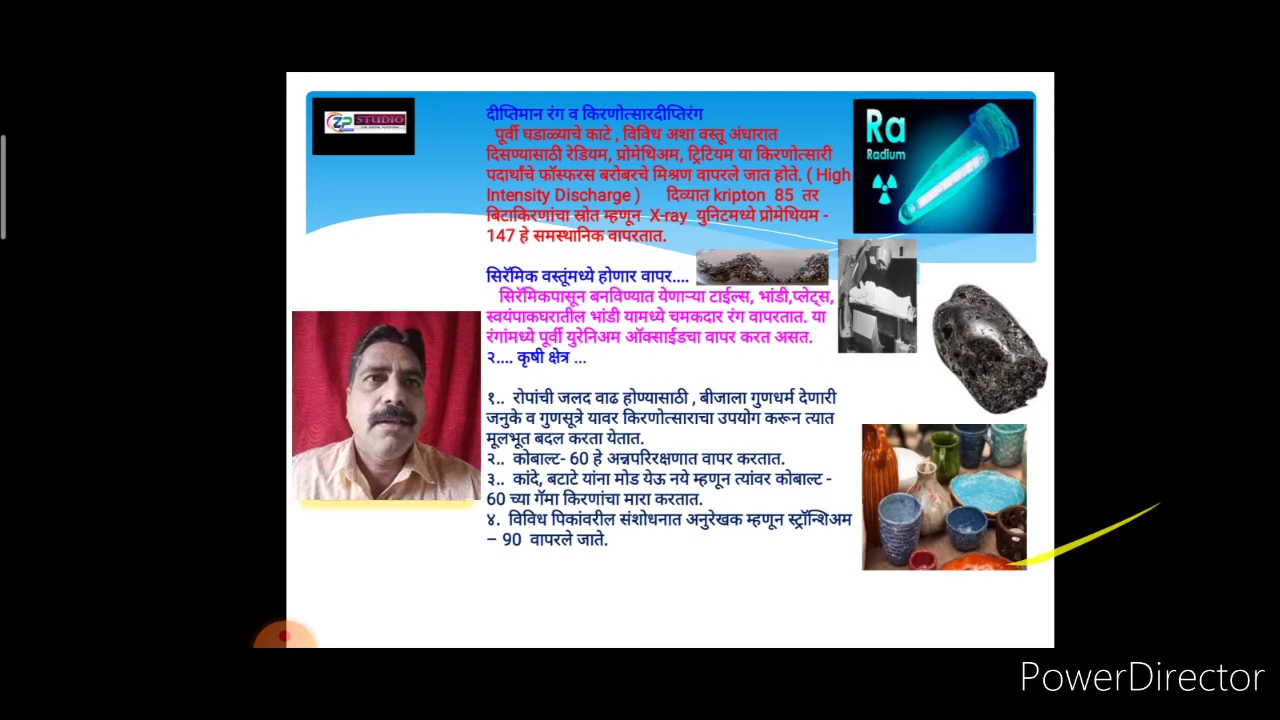 ZP STUDIO
दीप्तिमान रंग व किरणोत्सारदीप्तिरंग
पूर्वी घडाळ्याचे काटे , विविध अशा वस्तू अंधारात
दिसण्यासाठी रेडियम, प्रोमेथिअम, ट्रिटियम या किरणोत्सारी
पदार्थांचे फॉस्फरस बरोबरचे मिश्रण वापरले जात होते. ( High
Intensity Discharge ) दिव्यात kripton 85 तर
बिटाकिरणांचा स्रोत म्हणून X-ray युनिटमध्ये प्रोमेथियम -
147 हे समस्थानिक वापरतात.
Ra
Radium
सिरॅमिक वस्तूंमध्ये होणार वापर....
सिरॅमिकपासून बनविण्यात येणाऱ्या टाईल्स, भांडी,प्लेट्स,
स्वयंपाकघरातील भांडी यामध्ये चमकदार रंग वापरतात. या
रंगांमध्ये पूर्वी युरेनिअम ऑक्साईडचा वापर करत असत.
२.... कृषी क्षेत्र ...
१.. रोपांची जलद वाढ होण्यासाठी , बीजाला गुणधर्म देणारी
जनुके व गुणसूत्रे यावर किरणोत्साराचा उपयोग करून त्यात
मूलभूत बदल करता येतात.
२.. कोबाल्ट- 60 हे अन्नपरिरक्षणात वापर करतात.
३.. कांदे, बटाटे यांना मोड येऊ नये म्हणून त्यांवर कोबाल्ट -
60 च्या गॅमा किरणांचा मारा करतात.
४. विविध पिकांवरील संशोधनात अनुरेखक म्हणून स्ट्रॉन्शिअम
– 90 वापरले जाते.
PowerDirector